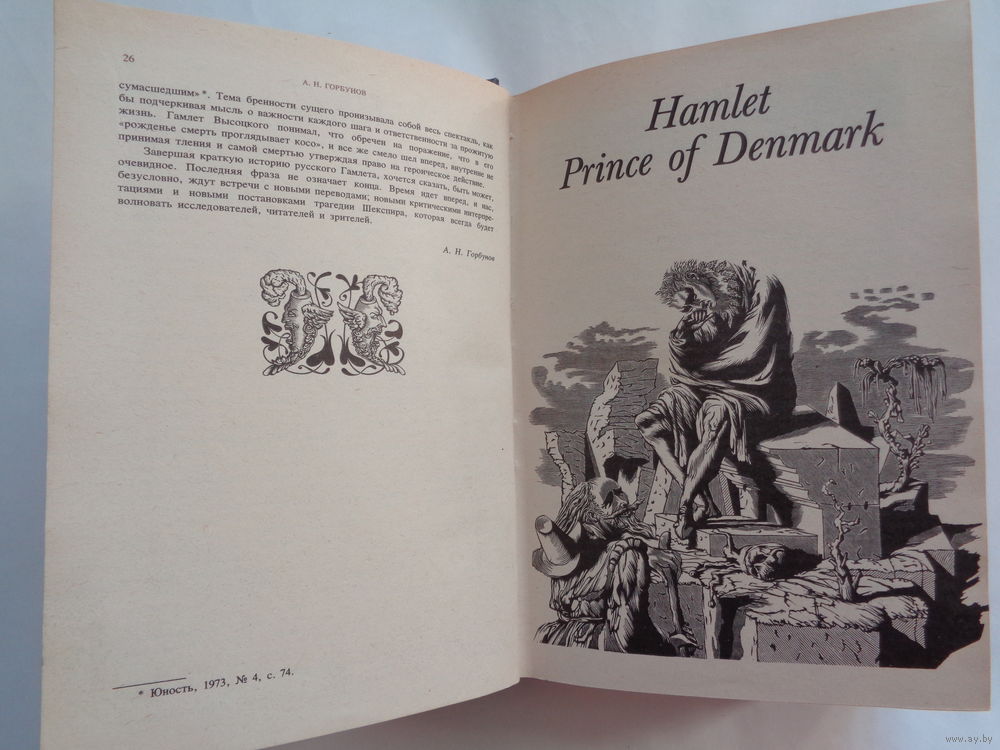 26
А. Н. ГОРБУНОВ
сумасшедшим»*. Тема бренности сущего пронизывала собой весь спектакль, как
бы подчеркивая мысль о важности каждого шага и ответственности за прожитую
жизнь. Гамлет Высоцкого понимал, что обречен на поражение, что в его
«рожденье смерть проглядывает косо», и все же смело шел вперед, внутренне не
принимая тления и самой смертью утверждая право на героическое действие.
Завершая краткую историю русского Гамлета, хочется сказать, быть может,
очевидное. Последняя фраза не означает конца. Время идет вперед, и нас,
безусловно, ждут встречи с новыми переводами; новыми критическими интерпре-
тациями и новыми постановками трагедии Шекспира, которая всегда будет
волновать исследователей, читателей и зрителей.
А. Н. Горбунов
* Юность, 1973, № 4, с. 74.
Hamlet
Prince of Denmark
www.ay.by